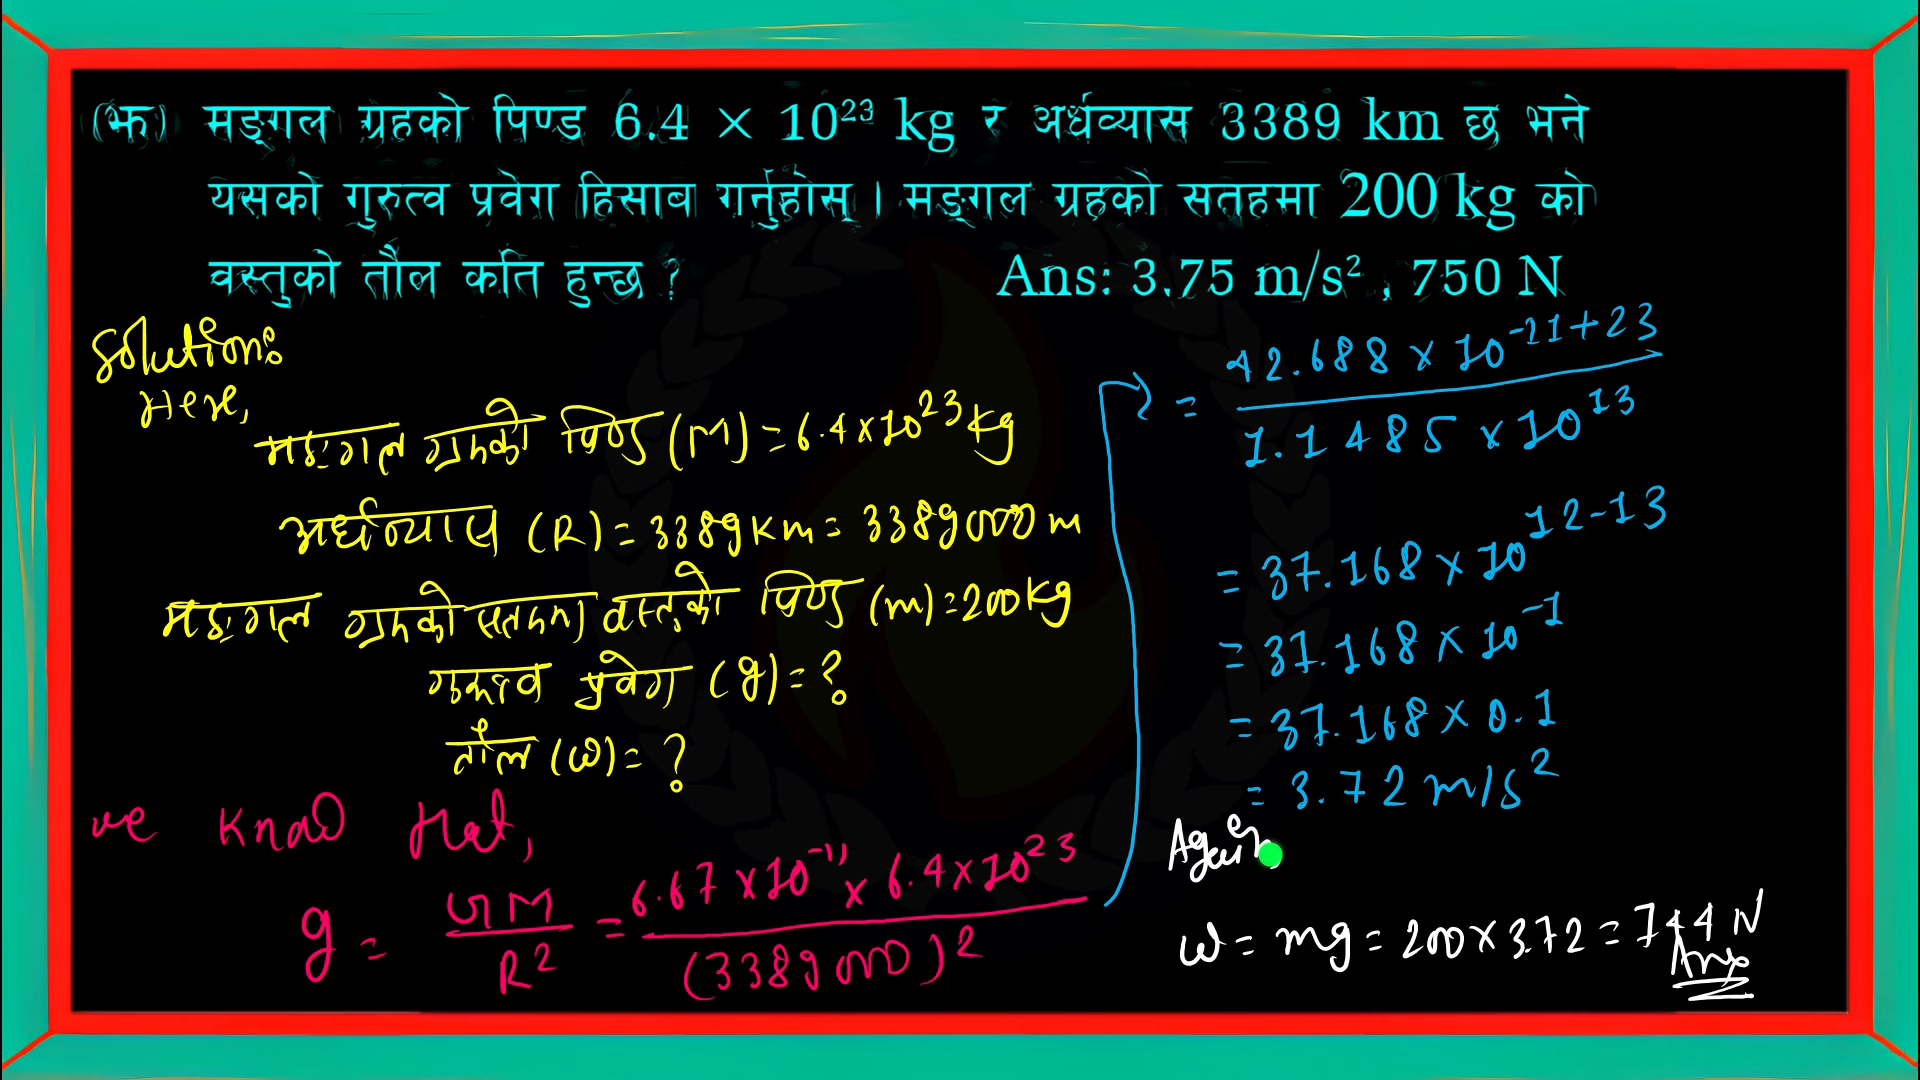 (झ) मङ्गल ग्रहको पिण्ड 6.4 × 10²³ kg र अर्धव्यास 3389 km छ भने
यसको गुरुत्व प्रवेग हिसाब गर्नुहोस् । मङ्गल ग्रहको सतहमा 200 kg को
वस्तुको तौल कति हुन्छ ?
Ans: 3.75 m/s² , 750 N
Solution:
Here,
मङ्गल ग्रहको पिण्ड (M) = 6.4 × 10²³ kg
अर्धव्यास (R) = 3389 Km = 3389000 m
मङ्गल ग्रहको सतहमा वस्तुको पिण्ड (m) = 200 kg
गुरुत्व प्रवेग (g) = ?
तौल (w) = ?
we know that,
g = GM/R² = 6.67 × 10⁻¹¹ × 6.4 × 10²³ / (3389000)²
= 42.688 × 10⁻¹¹⁺²³ / 1.1485 × 10¹³
= 37.168 × 10¹²⁻¹³
= 37.168 × 10⁻¹
= 37.168 × 0.1
= 3.72 m/s²
Again,
w = mg = 200 × 3.72 = 744 N
Ans